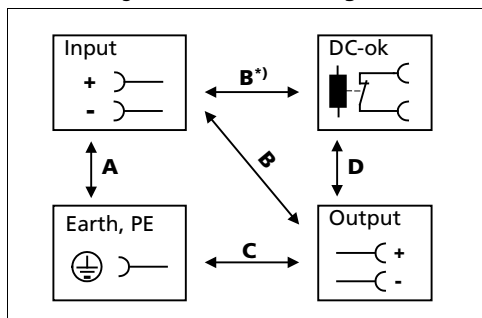 Input
+
-
DC-ok
B*)
A
B
D
Earth, PE
C
Output
+
-